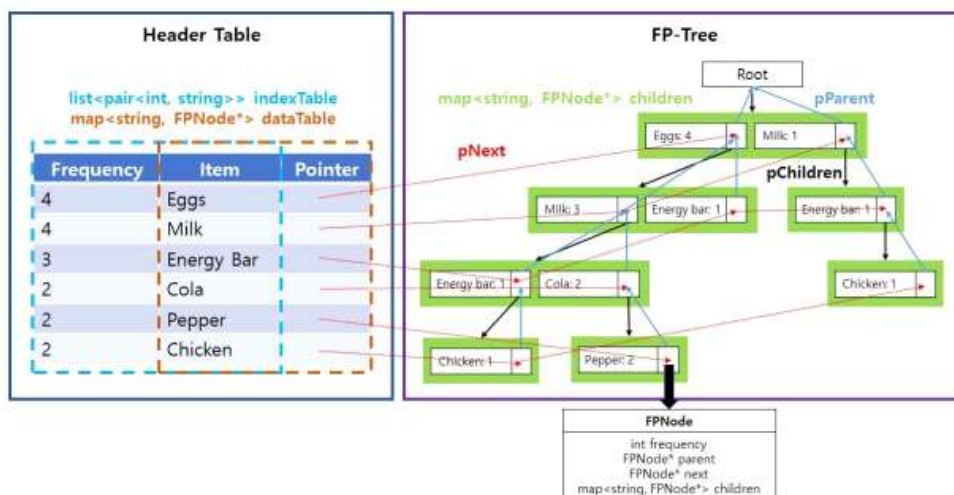 Header Table
list<pair<int, string>> indexTable
map<string, FPNode*> dataTable
Frequency Item Pointer
4 Eggs
4 Milk
3 Energy Bar
2 Cola
2 Pepper
2 Chicken
FP-Tree
Root
map<string, FPNode*> children
pParent
Eggs: 4
Milk: 1
pNext
pChildren
Milk: 3
Energy bar: 1
Energy bar: 1
Energy bar: 1
Cola: 2
Chicken: 1
Chicken: 1
Pepper: 2
FPNode
int frequency
FPNode* parent
FPNode* next
map<string, FPNode*> children